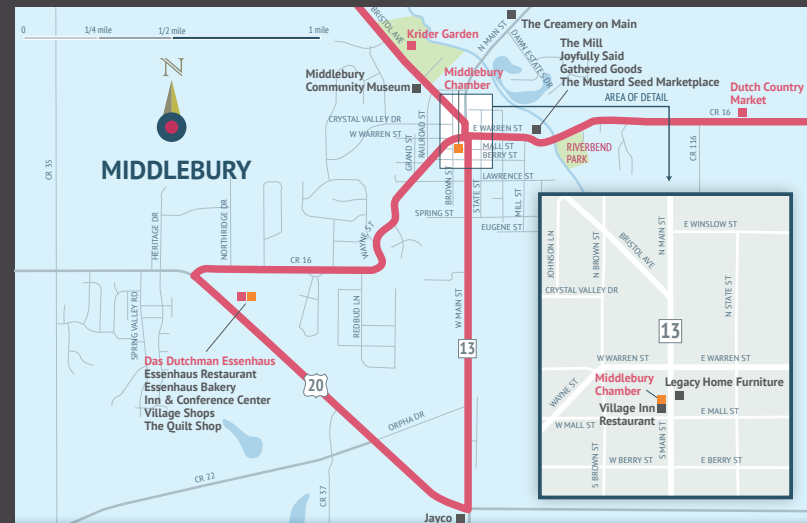 0
1/4 mile
1/2 mile
1 mile
N
MIDDLEBURY
BRISTOL AVE
Krider Garden
N MAIN ST
The Creamery on Main
DAWN ESTATES DR
The Mill
Joyfully Said
Gathered Goods
The Mustard Seed Marketplace
Middlebury
Community Museum
Middlebury
Chamber
AREA OF DETAIL
Dutch Country
Market
CR 16
CRYSTAL VALLEY DR
W WARREN ST
E WARREN ST
GRAND ST
RAILROAD ST
MALL ST
BERRY ST
RIVERBEND
PARK
CR 116
CR 35
LAWRENCE ST
BROWN ST
STATE ST
MILL ST
SPRING ST
EUGENE ST
HERITAGE DR
NORTHRIDGE DR
WAYNE ST
CR 16
SPRING VALLEY RD
REDBUD LN
W MAIN ST
13
20
Das Dutchman Essenhaus
Essenhaus Restaurant
Essenhaus Bakery
Inn & Conference Center
Village Shops
The Quilt Shop
ORPHA DR
CR 22
CR 37
Jayco
JOHNSON LN
N BROWN ST
BRISTOL AVE
N MAIN ST
E WINSLOW ST
CRYSTAL VALLEY DR
N STATE ST
13
W WARREN ST
E WARREN ST
WAYNE ST
Middlebury
Chamber
Legacy Home Furniture
Village Inn
Restaurant
W MALL ST
E MALL ST
S BROWN ST
S MAIN ST
W BERRY ST
E BERRY ST